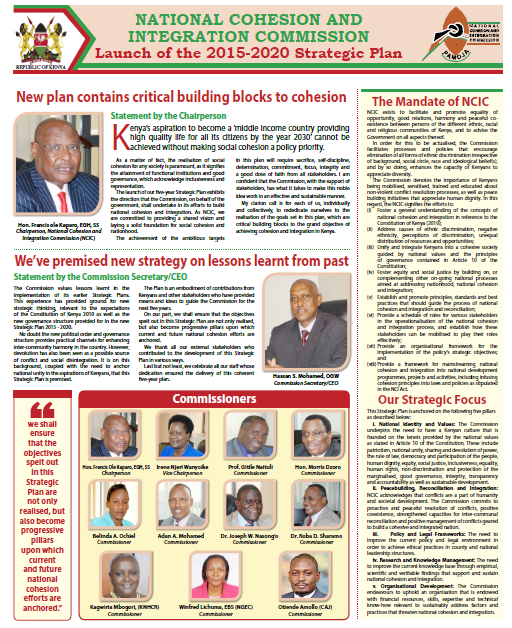 NATIONAL COHESION AND
INTEGRATION COMMISSION
Launch of the 2015-2020 Strategic Plan
REPUBLIC OF KENYA
NATIONAL
COHESION AND
INTEGRATION
COMMISSION
PAMOJA
New plan contains critical building blocks to cohesion
Hon. Francis ole Kaparo, EGH, SS
Chairperson, National Cohesion and
Integration Commission (NCIC)
Statement by the Chairperson
Kenya's aspiration to become a 'middle income country providing
high quality life for all its citizens by the year 2030' cannot be
achieved without making social cohesion a policy priority.
As a matter of fact, the realisation of social
cohesion for any society is paramount, as it signifies
the attainment of functional institutions and good
governance, which acknowledge inclusiveness and
representation.
The launch of our five-year Strategic Plan exhibits
the direction that the Commission, on behalf of the
government, shall undertake in its efforts to build
national cohesion and integration. As NCIC, we
are committed to providing a shared vision and
laying a solid foundation for social cohesion and
nationhood.
The achievement of the ambitious targets
in this plan will require sacrifice, self-discipline,
determination, commitment, focus, integrity and
a good dose of faith from all stakeholders. I am
confident that the Commission, with the support of
stakeholders, has what it takes to make this noble
idea work in an effective and sustainable manner.
My clarion call is for each of us, individually
and collectively, to rededicate ourselves to the
realisation of the goals set in this plan, which are
critical building blocks to the grand objective of
achieving cohesion and integration in Kenya.
We've premised new strategy on lessons learnt from past
Statement by the Commission Secretary/CEO
The Commission values lessons learnt in the
implementation of its earlier Strategic Plans.
This experience has provided ground for new
strategic thinking, relevant to the expectations
of the Constitution of Kenya 2010 as well as the
new governance structure provided for in the new
Strategic Plan 2015 - 2020.
No doubt the new political order and governance
structure provides practical channels for enhancing
inter-community harmony in the country. However,
devolution has also been seen as a possible source
of conflict and social disintegration. It is on this
background, coupled with the need to anchor
national unity in the aspirations of Kenyans, that this
Strategic Plan is premised.
The Plan is an embodiment of contributions from
Kenyans and other stakeholders who have provided
means and ideas to guide the Commission for the
next five years.
On our part, we shall ensure that the objectives
spelt out in this Strategic Plan are not only realised,
but also become progressive pillars upon which
current and future national cohesion efforts are
anchored.
We thank all our external stakeholders who
contributed to the development of this Strategic
Plan in various ways.
Last but not least, we celebrate all our staff whose
dedication ensured the delivery of this coherent
five-year plan.
Hassan S. Mohamed, OGW
Commission Secretary/CEO
we shall
ensure
that the
objectives
spelt out
in this
Strategic
Plan are
not only
realised, but
also become
progressive
pillars
upon which
current and
future
national
cohesion
efforts are
anchored."
Commissioners
Hon. Francis Ole Kaparo, EGH, SS
Chairperson
Irene Njeri Wanyoike
Vice Chairperson
Prof. Gitile Naituli
Commissioner
Hon. Morris Dzoro
Commissioner
Belinda A. Ochiel
Commissioner
Adan A. Mohamed
Commissioner
Dr. Joseph W. Nasong'o
Commissioner
Dr. Roba D. Sharamo
Commissioner
Kagwiria Mbogori, (KNHCR)
Commissioner
Winfred Lichuma, EBS (NGEC)
Commissioner
Otiende Amollo (CAJ)
Commissioner
The Mandate of NCIC
NCIC exists to facilitate and promote equality of
opportunity, good relations, harmony and peaceful co-
existence between persons of the different ethnic, racial
and religious communities of Kenya, and to advise the
Government on all aspects thereof.
In order for this to be actualised, the Commission
facilitates processes and policies that encourage
elimination of all forms of ethnic discrimination irrespective
of background, social circle, race and ideological beliefs;
and by so doing, enhances the capacity of Kenyans to
appreciate diversity.
The Commission denotes the importance of Kenyans
being mobilised, sensitised, trained and educated about
non-violent conflict resolution processes, as well as peace
building initiatives that appreciate human dignity. In this
regard, The NCIC mandate signifies the efforts to:
(i) Foster a general understanding of the concepts of
national cohesion and integration in reference to the
Constitution of Kenya (2010);
(ii) Address causes of ethnic discrimination, negative
ethnicity, perceptions of discrimination, unequal
distribution of resources and opportunities;
(iii) Unify and integrate Kenyans into a cohesive society
guided by national values and the principles
of governance contained in Article 10 of the
Constitution;
(iv) Foster equity and social justice by building on, or
complementing other on-going national processes
aimed at addressing nationhood, national cohesion
and integration;
(v) Establish and promote principles, standards and best
practices that should guide the process of national
cohesion and integration and reconciliation;
(vi) Provide a schedule of roles for various stakeholders
in the operationalisation of the national cohesion
and integration process, and establish how these
stakeholders can be mobilised to play their roles
effectively;
(vii) Provide an organisational framework for the
implementation of the policy's strategic objectives;
and
(viii) Provide a framework for mainstreaming national
cohesion and integration into national development
programmes, projects and activities, including infusing
cohesion principles into laws and policies as stipulated
in the NCI Act.
Our Strategic Focus
This Strategic Plan is anchored on the following five pillars
as described below:
i. National Identity and Values: The Commission
underpins the need to have a Kenyan culture that is
founded on the tenets provided by the national values
as stated in Article 10 of the Constitution. These include
patriotism, national unity, sharing and devolution of power,
the rule of law, democracy and participation of the people,
human dignity, equity, social justice, inclusiveness, equality,
human rights, non-discrimination and protection of the
marginalised, good governance, integrity, transparency
and accountability as well as sustainable development.
ii. Peacebuilding, Reconciliation and Integration:
NCIC acknowledges that conflicts are a part of humanity
and societal development. The Commission commits to
proactive and peaceful resolution of conflicts, positive
coexistence, strengthened capacities for inter-communal
reconciliation and positive management of conflicts geared
to build a cohesive and integrated nation.
iii. Policy and Legal Frameworks: The need to
improve the current policy and legal environment in
order to achieve ethical practices in county and national
leadership structures.
iv. Research and Knowledge Management: The need
to improve the current knowledge base through empirical,
scientific and verifiable findings that support and sustain
national cohesion and integration.
v. Organisational Development: The Commission
endeavours to uphold an organisation that is endowed
with financial resources, skills, expertise and technical
know-how relevant to sustainably address factors and
practices that threaten national cohesion and integration.